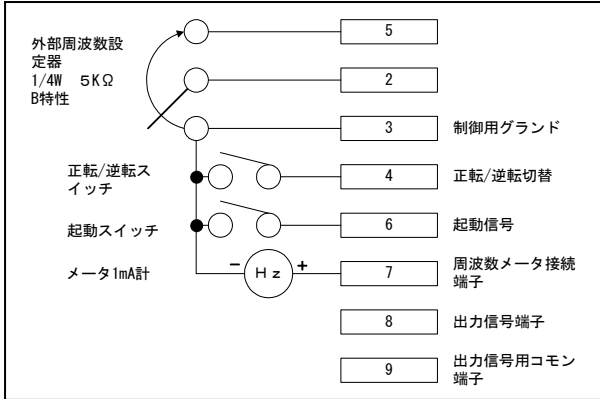 外部周波数設
定器
1/4W　５ＫΩ
B特性
5
2
3
制御用グランド
正転/逆転ス
イッチ
4
正転/逆転切替
起動スイッチ
6
起動信号
メータ1mA計
－
Ｈｚ
＋
7
周波数メータ接続
端子
8
出力信号端子
9
出力信号用コモン
端子